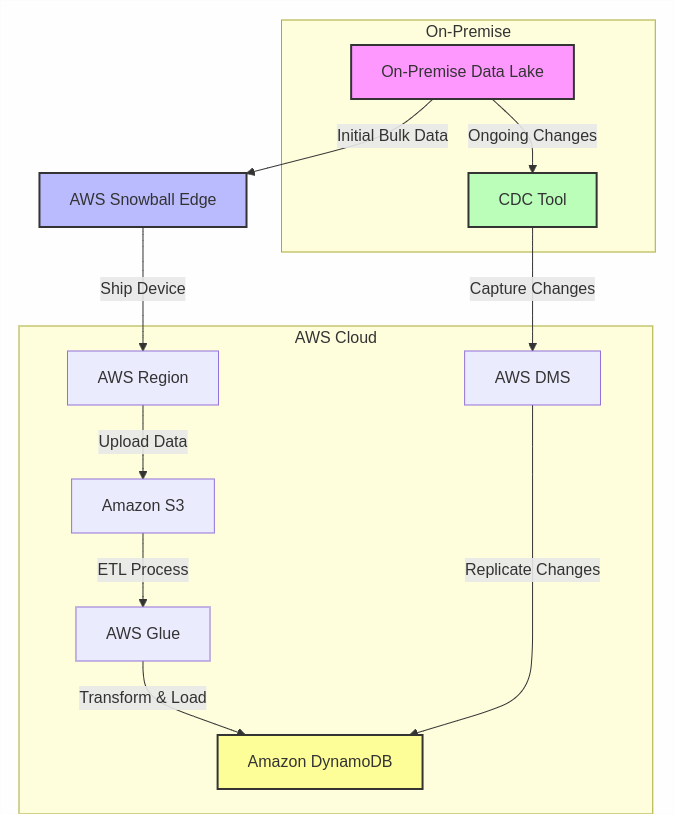 On-Premise
On-Premise Data Lake
Initial Bulk Data
Ongoing Changes
AWS Snowball Edge
CDC Tool
Ship Device
Capture Changes
AWS Cloud
AWS Region
AWS DMS
Upload Data
Amazon S3
ETL Process
Replicate Changes
AWS Glue
Transform & Load
Amazon DynamoDB